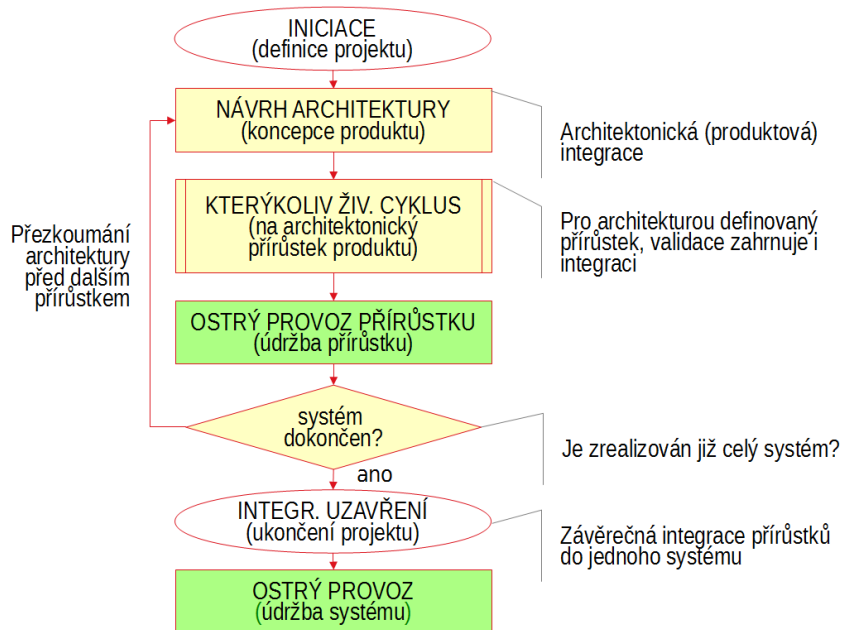 INICIACE
(definice projektu)
NÁVRH ARCHITEKTURY
(koncepce produktu)
Architektonická (produktová)
integrace
KTERÝKOLIV ŽIV. CYKLUS
(na architektonický
přírůstek produktu)
Pro architekturou definovaný
přírůstek, validace zahrnuje i
integraci
Přezkoumání
architektury
před dalším
přírůstkem
OSTRÝ PROVOZ PŘÍRŮSTKU
(údržba přírůstku)
systém
dokončen?
Je zrealizován již celý systém?
ano
INTEGR. UZAVŘENÍ
(ukončení projektu)
Závěrečná integrace přírůstků
do jednoho systému
OSTRÝ PROVOZ
(údržba systému)